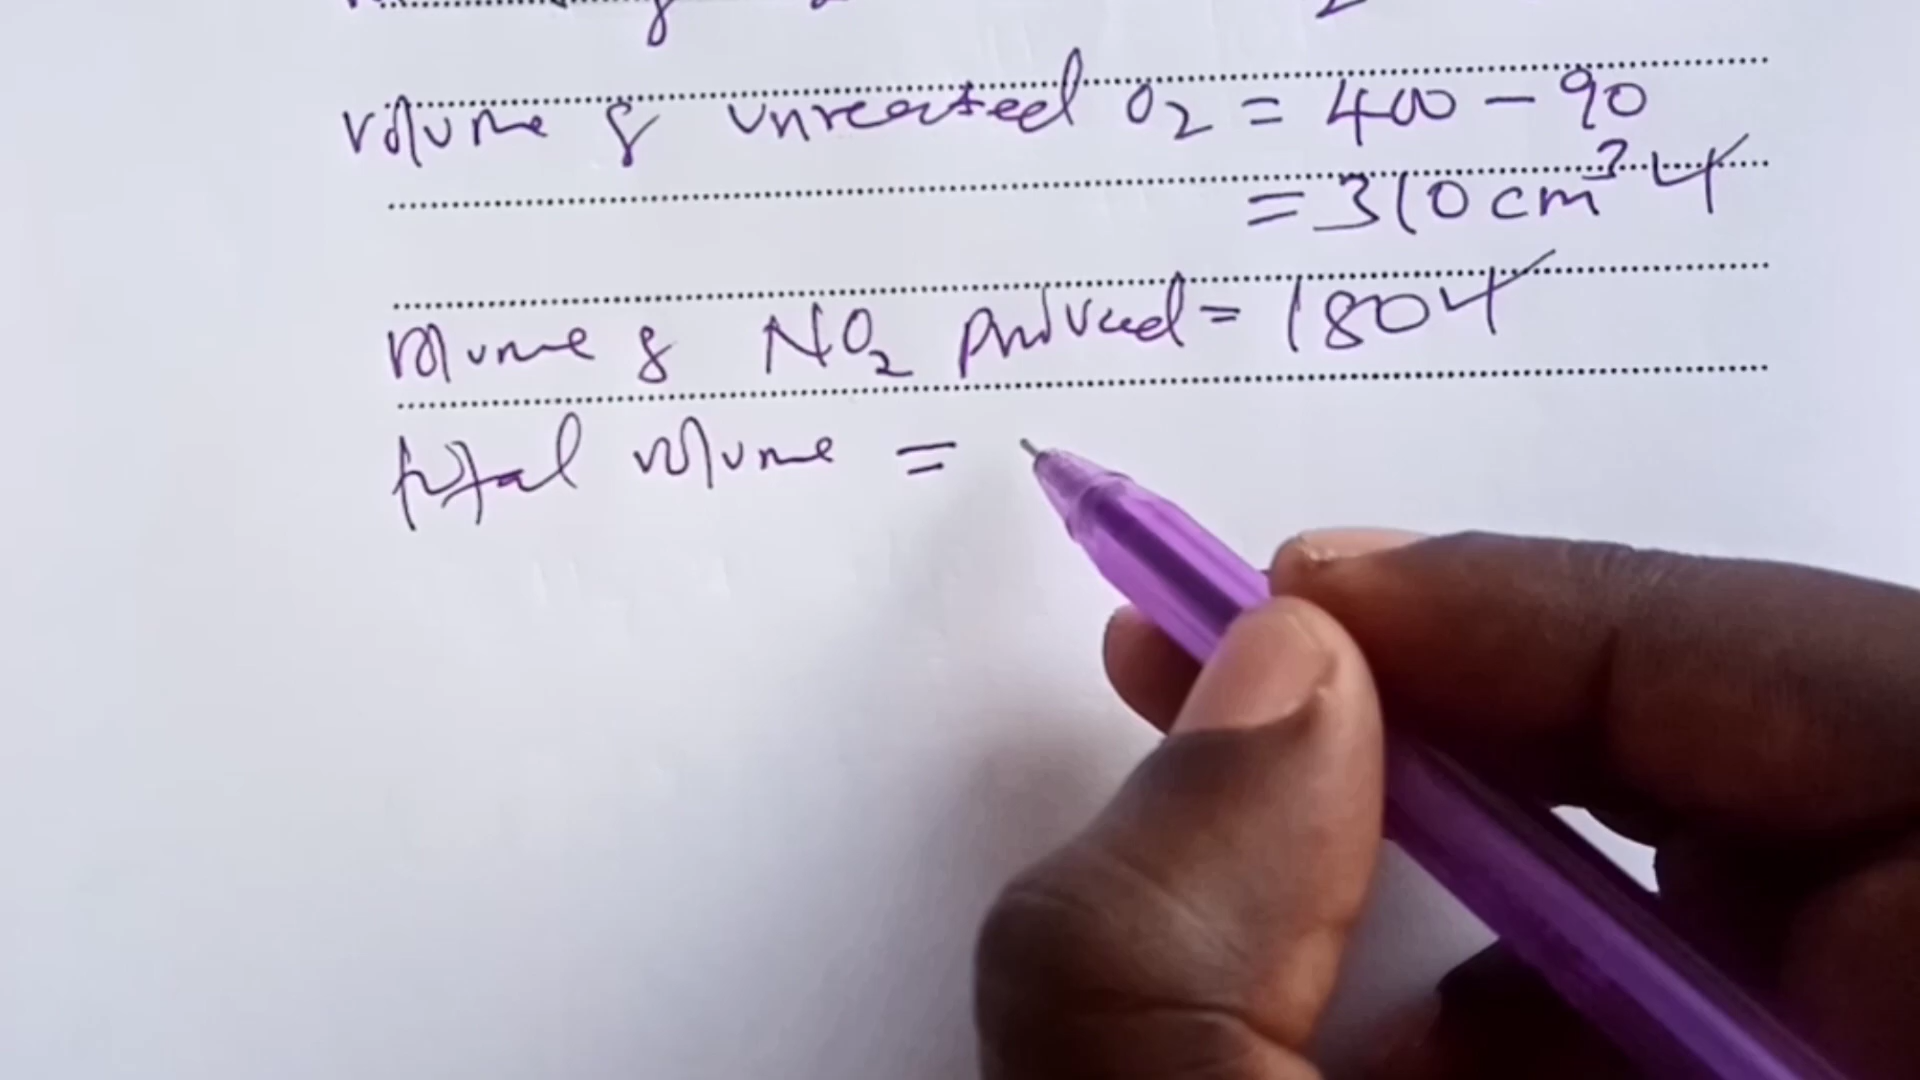 Volume of unreacted O₂ = 400 - 90
= 310 cm³ ✓
Volume of NO₂ produced = 180 ✓
total volume =